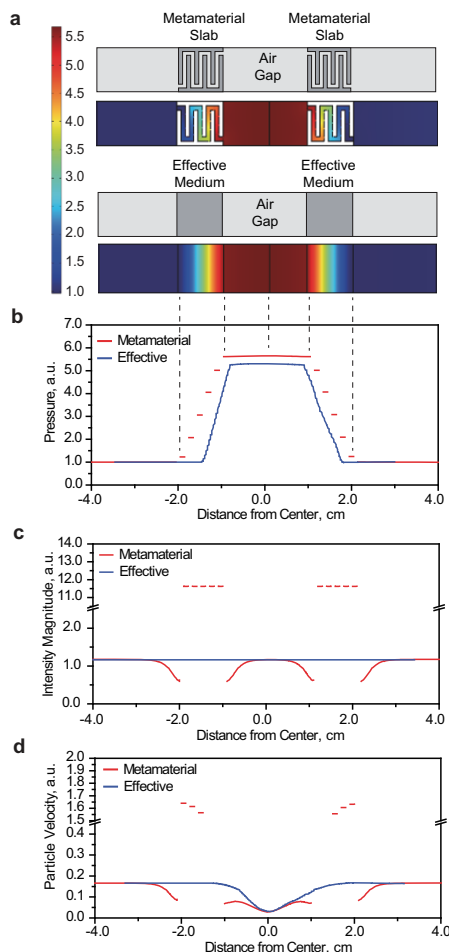 a
Metamaterial
Slab
Metamaterial
Slab
Air
Gap
5.5
5.0
4.5
4.0
3.5
3.0
2.5
2.0
1.5
1.0
Effective
Medium
Effective
Medium
Air
Gap
b
7.0
6.0
5.0
4.0
3.0
2.0
1.0
0.0
Pressure, a.u.
Metamaterial
Effective
-4.0 -2.0 0.0 2.0 4.0
Distance from Center, cm
c
14.0
13.0
12.0
11.0
2.0
1.0
0.0
Intensity Magnitude, a.u.
Metamaterial
Effective
-4.0 -2.0 0.0 2.0 4.0
Distance from Center, cm
d
2.0
1.9
1.8
1.7
1.6
1.5
0.4
0.3
0.2
0.1
0.0
Particle Velocity, a.u.
Metamaterial
Effective
-4.0 -2.0 0.0 2.0 4.0
Distance from Center, cm